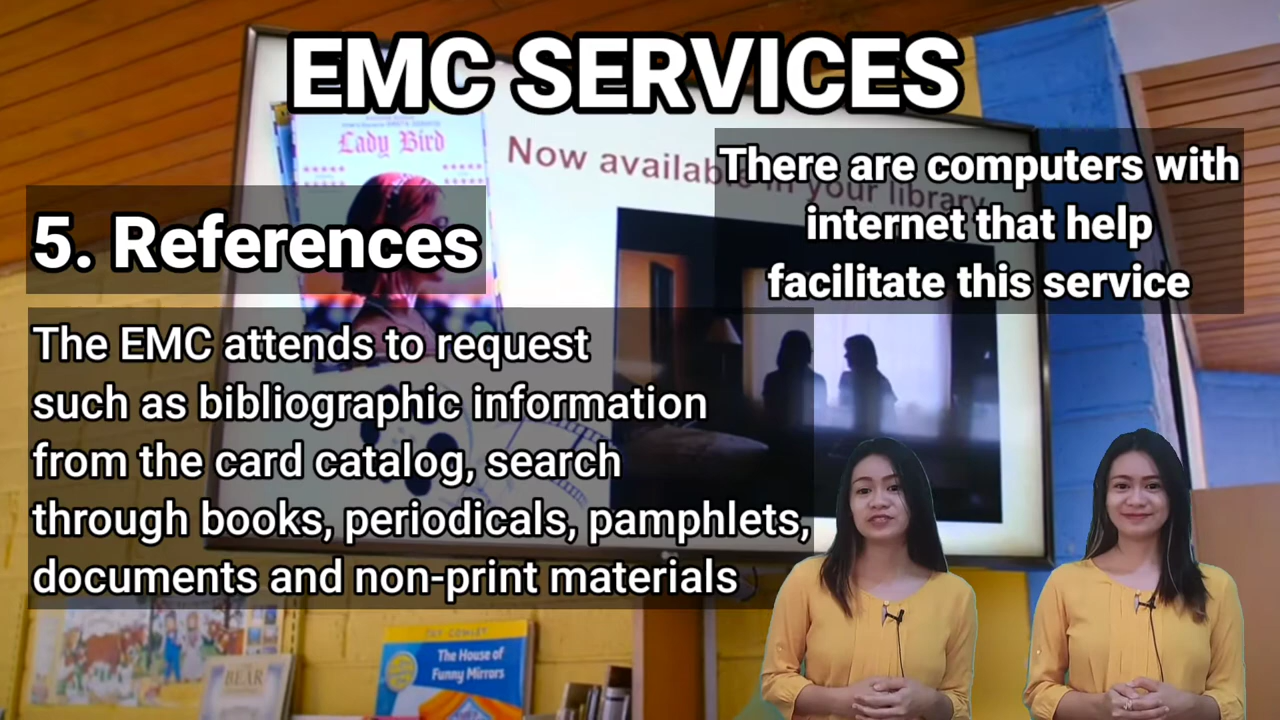 EMC SERVICES
Lady Bird
Now available in your library
There are computers with
internet that help
facilitate this service
5. References
The EMC attends to request
such as bibliographic information
from the card catalog, search
through books, periodicals, pamphlets,
documents and non-print materials
The House of
Funny Mirrors
BEAR